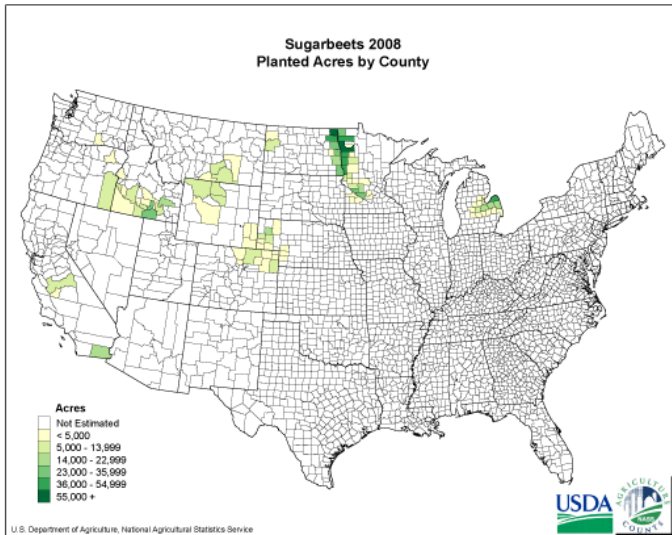 Sugarbeets 2008
Planted Acres by County
Acres
Not Estimated
< 5,000
5,000 - 13,999
14,000 - 22,999
23,000 - 35,999
36,000 - 54,999
55,000 +
U.S. Department of Agriculture, National Agricultural Statistics Service
USDA
AGRICULTURE
NASS
COUNTS